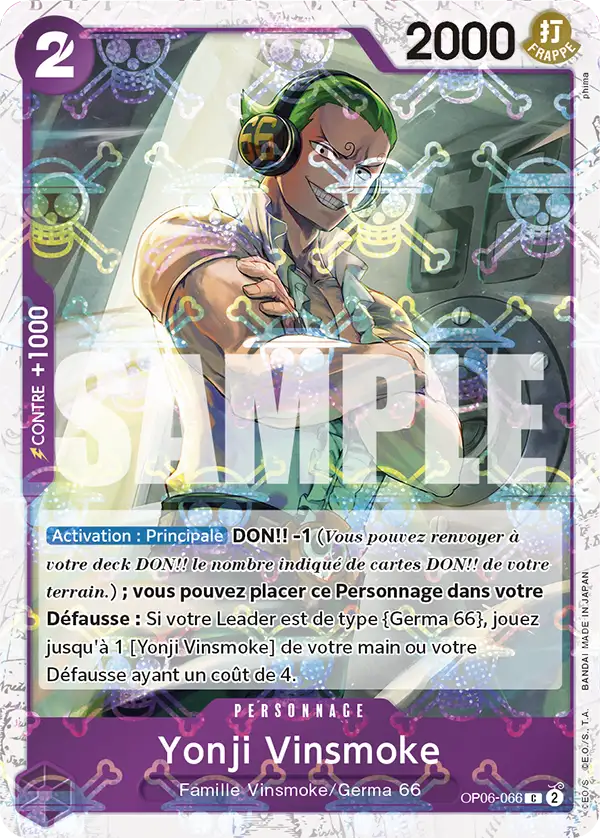 2
2000
打
FRAPPE
phima
66
CONTRE +1000
SAMPLE
Activation : Principale DON!! -1 (Vous pouvez renvoyer à
votre deck DON!! le nombre indiqué de cartes DON!! de votre
terrain.) ; vous pouvez placer ce Personnage dans votre
Défausse : Si votre Leader est de type {Germa 66}, jouez
jusqu'à 1 [Yonji Vinsmoke] de votre main ou votre
Défausse ayant un coût de 4.
PERSONNAGE
Yonji Vinsmoke
Famille Vinsmoke/Germa 66
OP06-066 C 2
©E.O./S., T.A. BANDAI MADE IN JAPAN